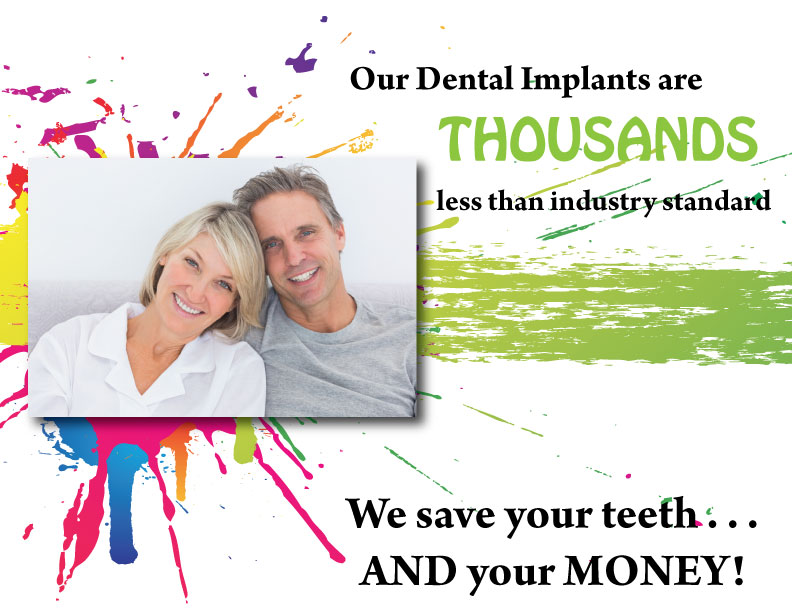 Our Dental Implants are
THOUSANDS
less than industry standard
We save your teeth . . .
AND your MONEY!